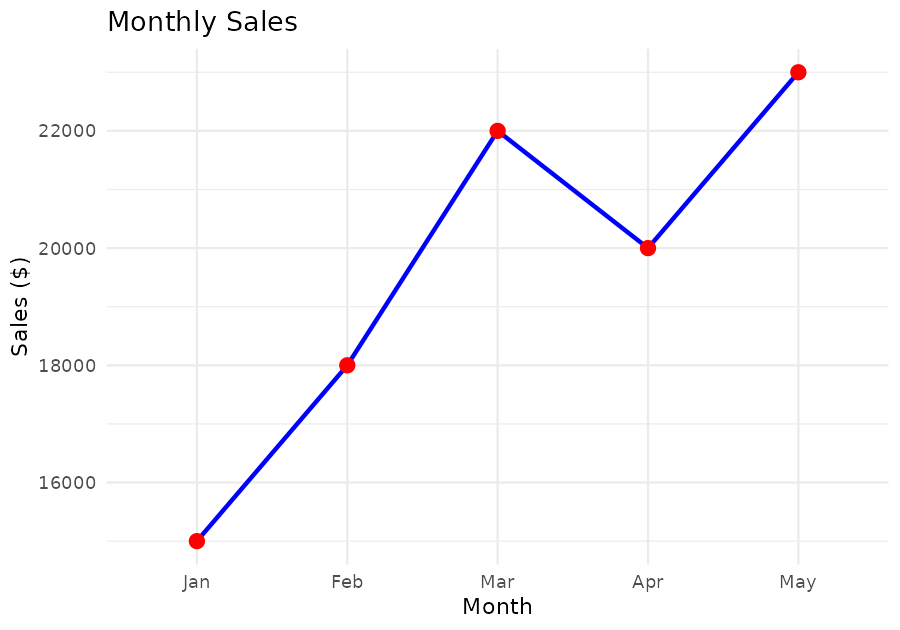 Monthly Sales
22000
20000
18000
16000
Sales ($)
Jan Feb Mar Apr May
Month